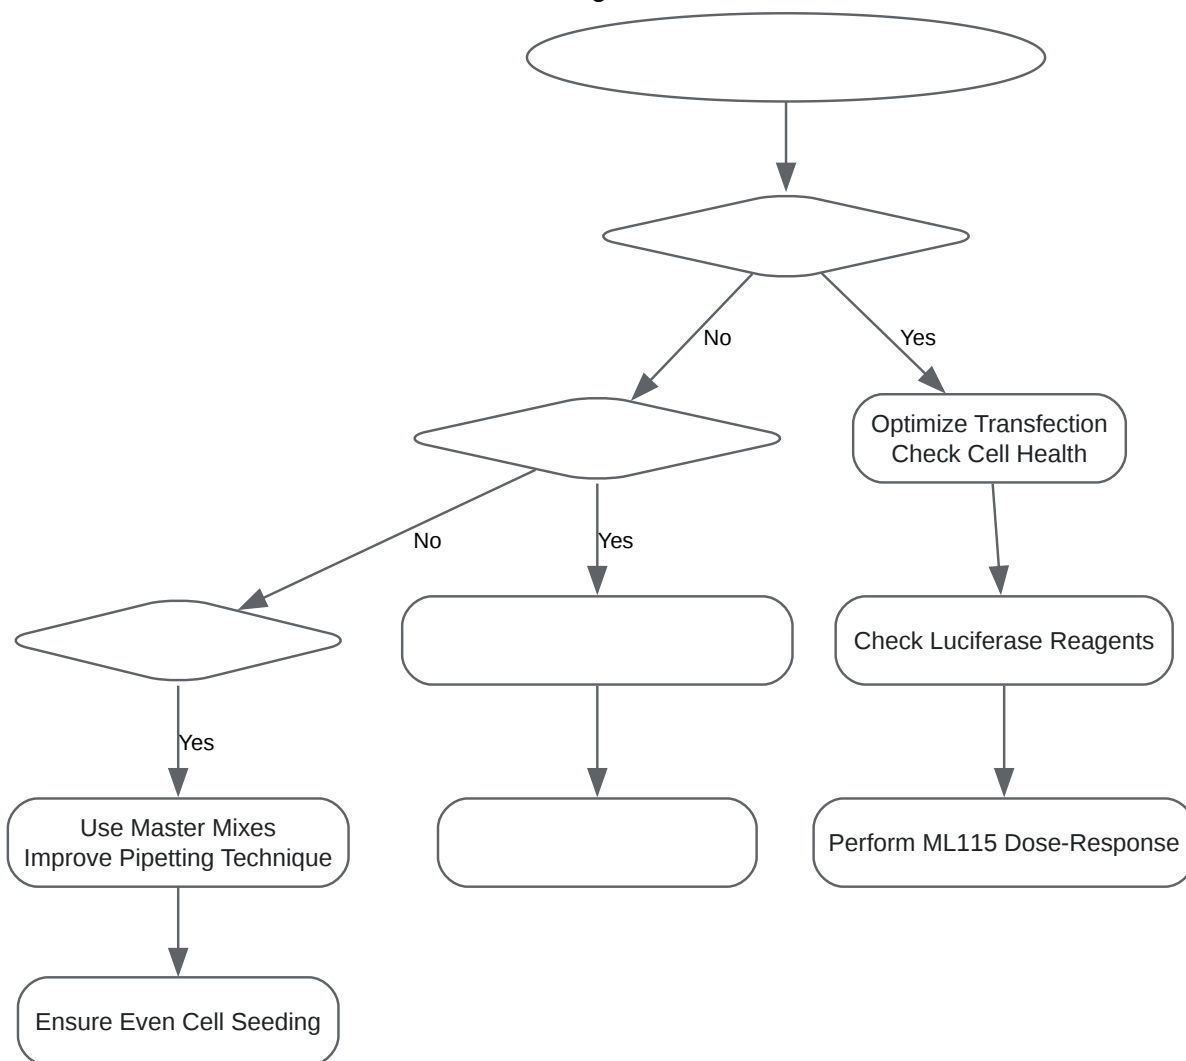 No
Yes
Optimize Transfection
Check Cell Health
No
Yes
Check Luciferase Reagents
Yes
Use Master Mixes
Improve Pipetting Technique
Perform ML115 Dose-Response
Ensure Even Cell Seeding